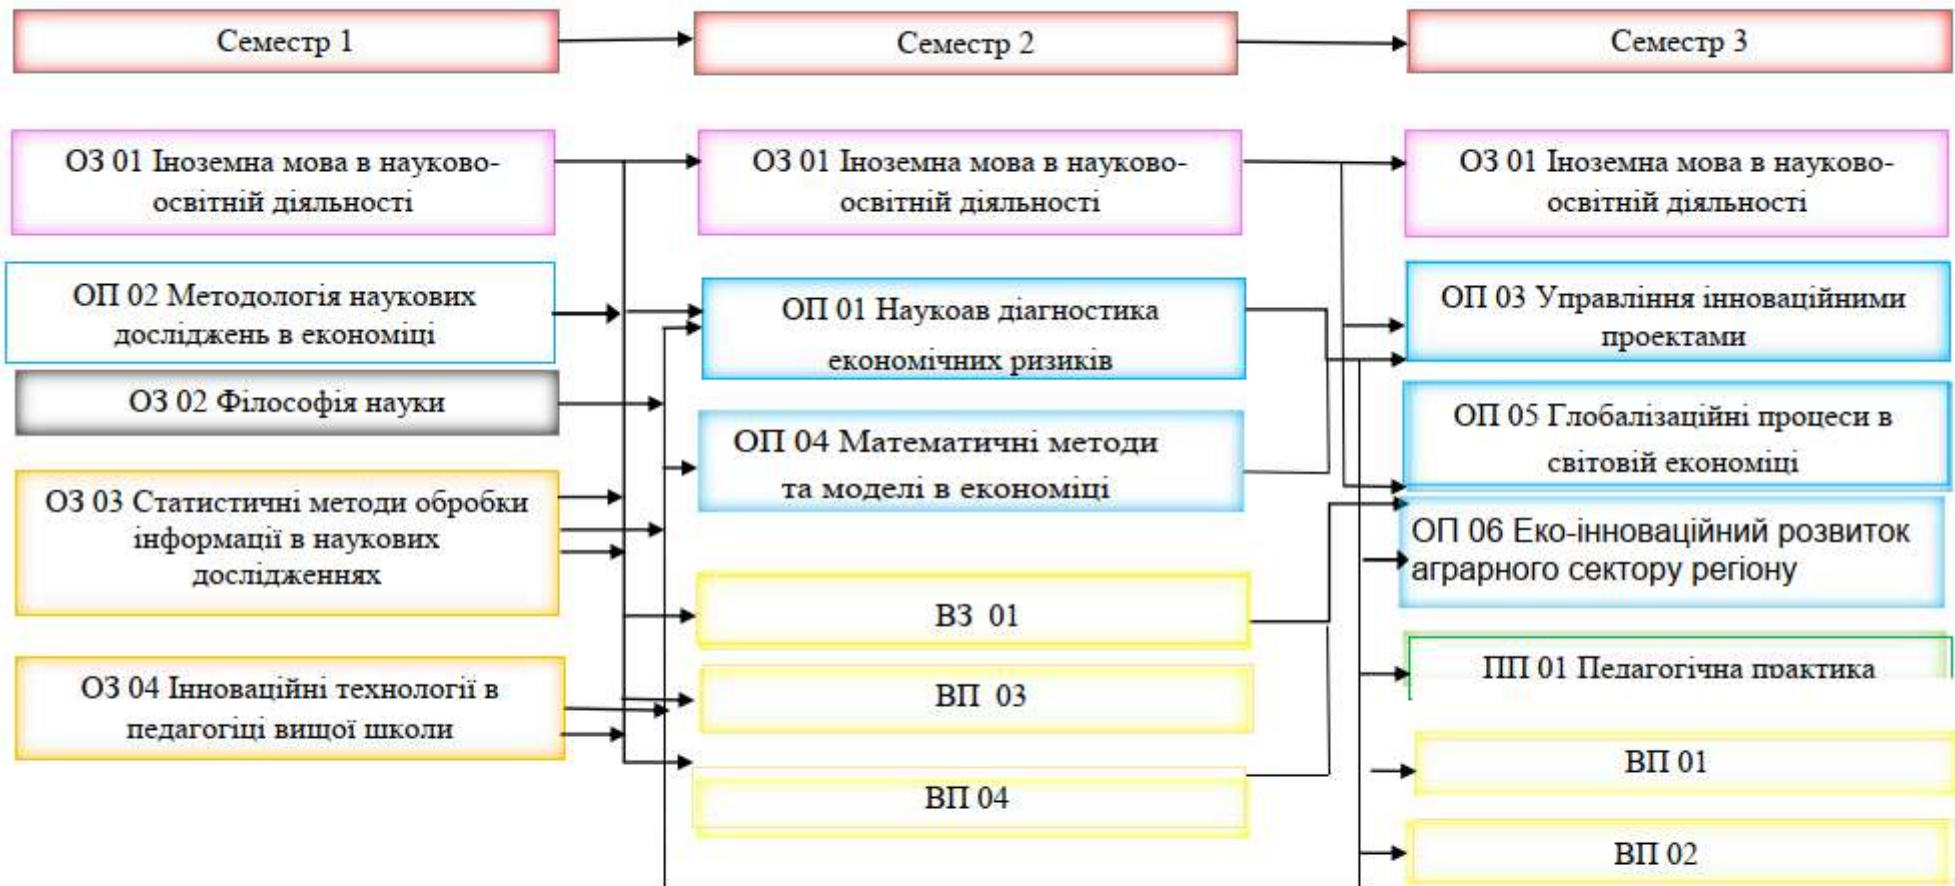 Семестр 1
Семестр 2
Семестр 3
ОЗ 01 Іноземна мова в науково-
освітній діяльності
ОЗ 01 Іноземна мова в науково-
освітній діяльності
ОЗ 01 Іноземна мова в науково-
освітній діяльності
ОП 02 Методологія наукових
досліджень в економіці
ОП 01 Наукоав діагностика
економічних ризиків
ОП 03 Управління інноваційними
проектами
ОЗ 02 Філософія науки
ОП 04 Математичні методи
та моделі в економіці
ОП 05 Глобалізаційні процеси в
світовій економіці
ОЗ 03 Статистичні методи обробки
інформації в наукових
дослідженнях
ОП 06 Еко-інноваційний розвиток
аграрного сектору регіону
ВЗ 01
ОЗ 04 Інноваційні технології в
педагогіці вищої школи
ВП 03
ПП 01 Педагогічна практика
ВП 04
ВП 01
ВП 02